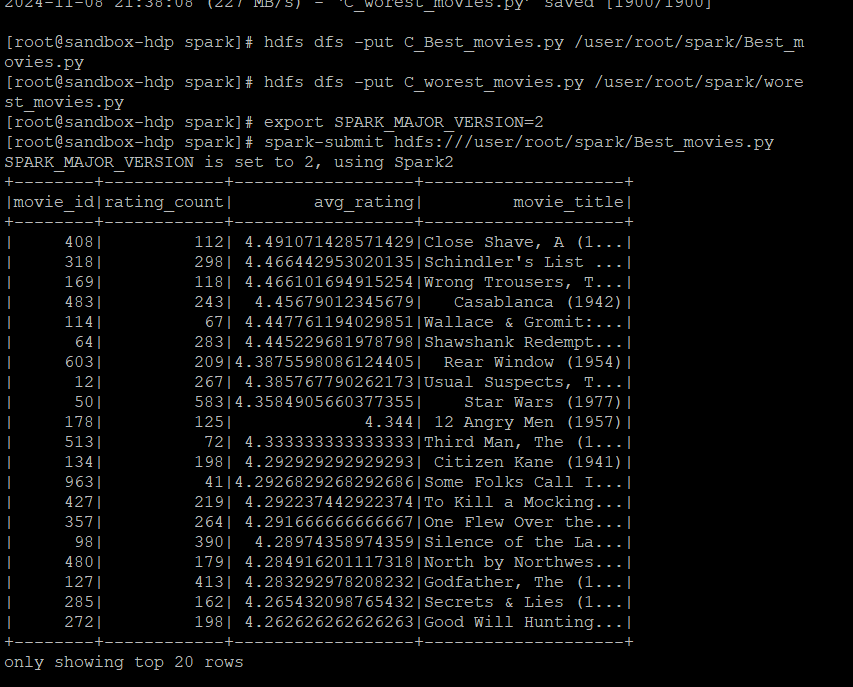 2024-11-08 21:38:08 (227 MB/s) - 'C_worest_movies.py' saved [1900/1900]
[root@sandbox-hdp spark]# hdfs dfs -put C_Best_movies.py /user/root/spark/Best_m
ovies.py
[root@sandbox-hdp spark]# hdfs dfs -put C_worest_movies.py /user/root/spark/wore
st_movies.py
[root@sandbox-hdp spark]# export SPARK_MAJOR_VERSION=2
[root@sandbox-hdp spark]# spark-submit hdfs:///user/root/spark/Best_movies.py
SPARK_MAJOR_VERSION is set to 2, using Spark2
+--------+------------+------------------+--------------------+
|movie_id|rating_count|        avg_rating|         movie_title|
+--------+------------+------------------+--------------------+
|     408|         112| 4.491071428571429|Close Shave, A (1...|
|     318|         298| 4.466442953020135|Schindler's List ...|
|     169|         118| 4.466101694915254|Wrong Trousers, T...|
|     483|         243|  4.45679012345679|   Casablanca (1942)|
|     114|          67| 4.447761194029851|Wallace & Gromit:...|
|      64|         283| 4.445229681978798|Shawshank Redempt...|
|     603|         209|4.3875598086124405|  Rear Window (1954)|
|      12|         267| 4.385767790262173|Usual Suspects, T...|
|      50|         583|4.3584905660377355|    Star Wars (1977)|
|     178|         125|             4.344| 12 Angry Men (1957)|
|     513|          72| 4.333333333333333|Third Man, The (1...|
|     134|         198| 4.292929292929293| Citizen Kane (1941)|
|     963|          41|4.2926829268292686|Some Folks Call I...|
|     427|         219| 4.292237442922374|To Kill a Mocking...|
|     357|         264| 4.291666666666667|One Flew Over the...|
|      98|         390|  4.28974358974359|Silence of the La...|
|     480|         179| 4.284916201117318|North by Northwes...|
|     127|         413| 4.283292978208232|Godfather, The (1...|
|     285|         162| 4.265432098765432|Secrets & Lies (1...|
|     272|         198| 4.262626262626263|Good Will Hunting...|
+--------+------------+------------------+--------------------+
only showing top 20 rows